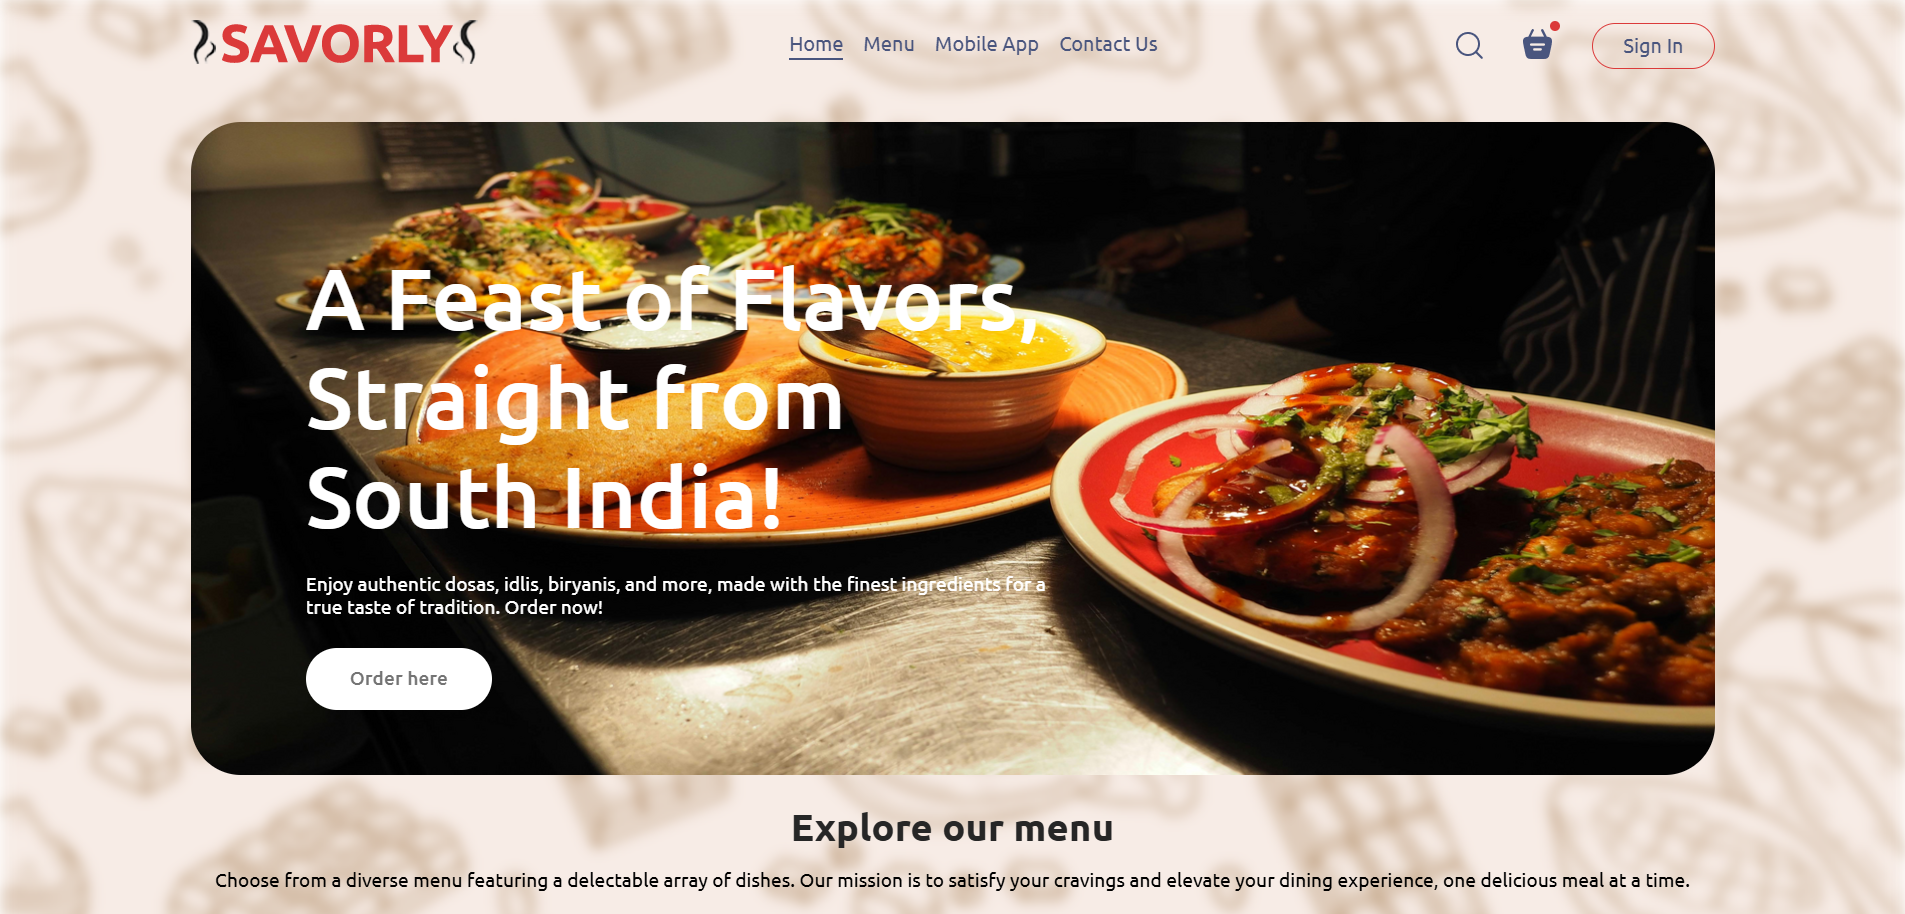 SAVORLY
Home Menu Mobile App Contact Us
Sign In
A Feast of Flavors,
Straight from
South India!
Enjoy authentic dosas, idlis, biryanis, and more, made with the finest ingredients for a
true taste of tradition. Order now!
Order here
Explore our menu
Choose from a diverse menu featuring a delectable array of dishes. Our mission is to satisfy your cravings and elevate your dining experience, one delicious meal at a time.